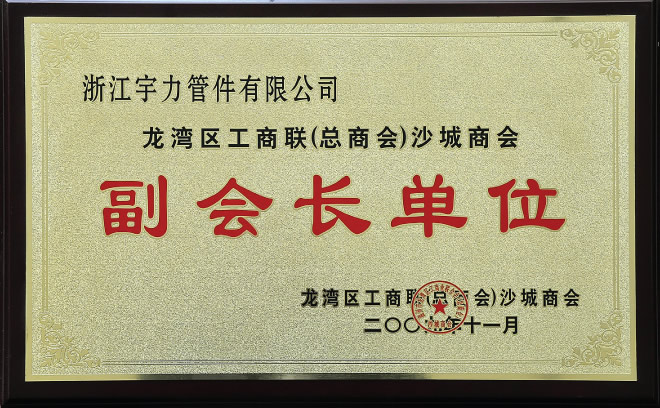 浙江宇力管件有限公司
龙湾区工商联(总商会)沙城商会
副会长单位
龙湾区工商联(总商会)沙城商会
二〇〇六年十一月